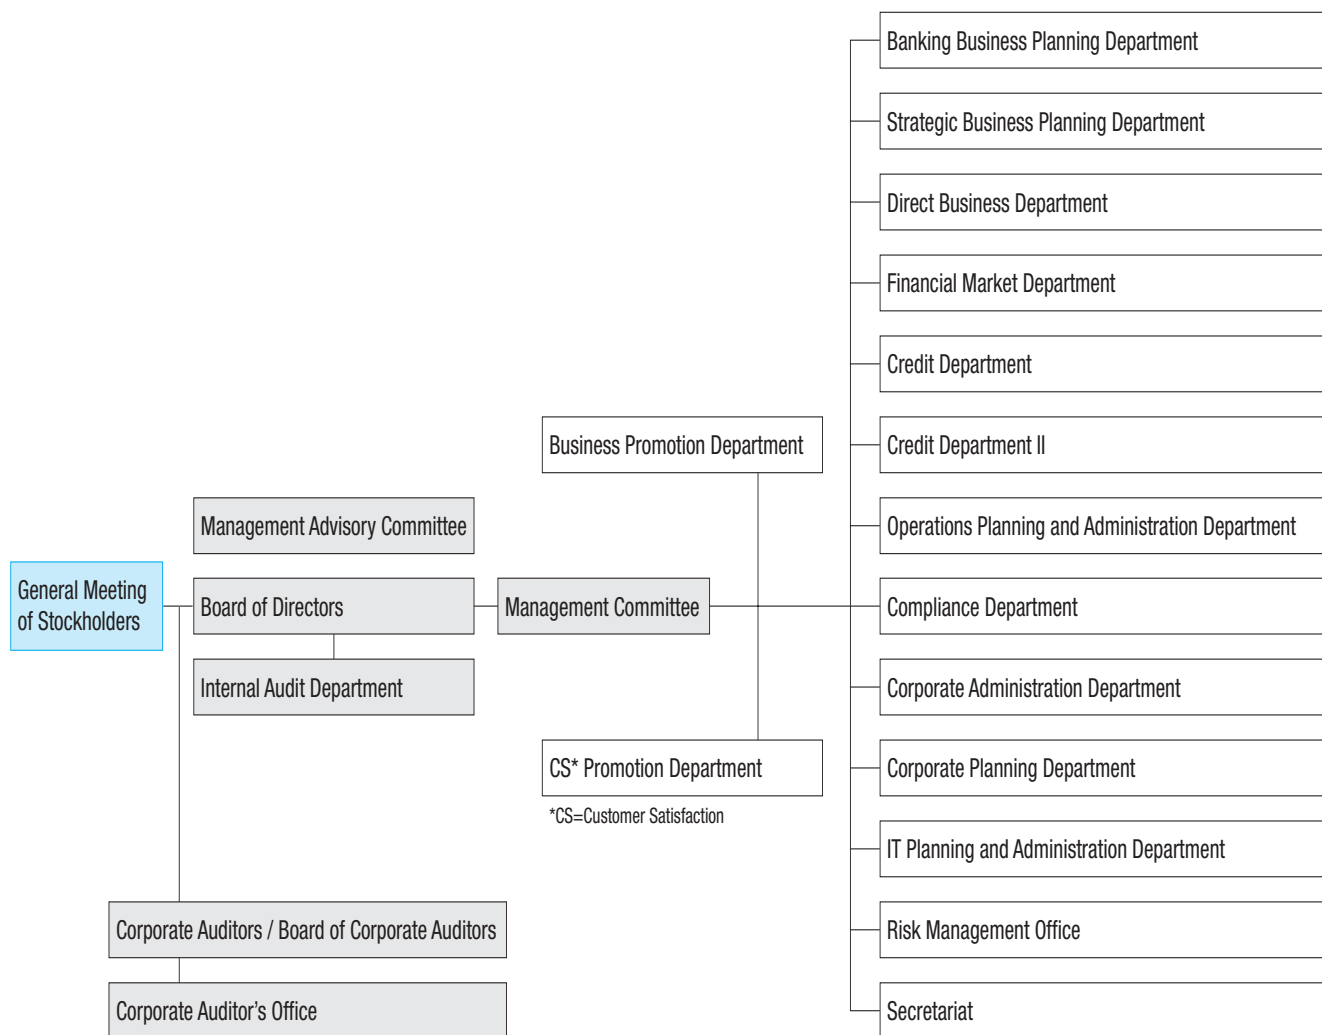 Banking Business Planning Department
Strategic Business Planning Department
Direct Business Department
Financial Market Department
Credit Department
Business Promotion Department
Credit Department II
Management Advisory Committee
Operations Planning and Administration Department
General Meeting
of Stockholders
Board of Directors
Management Committee
Compliance Department
Internal Audit Department
Corporate Administration Department
CS* Promotion Department
*CS=Customer Satisfaction
Corporate Planning Department
IT Planning and Administration Department
Corporate Auditors / Board of Corporate Auditors
Risk Management Office
Corporate Auditor's Office
Secretariat